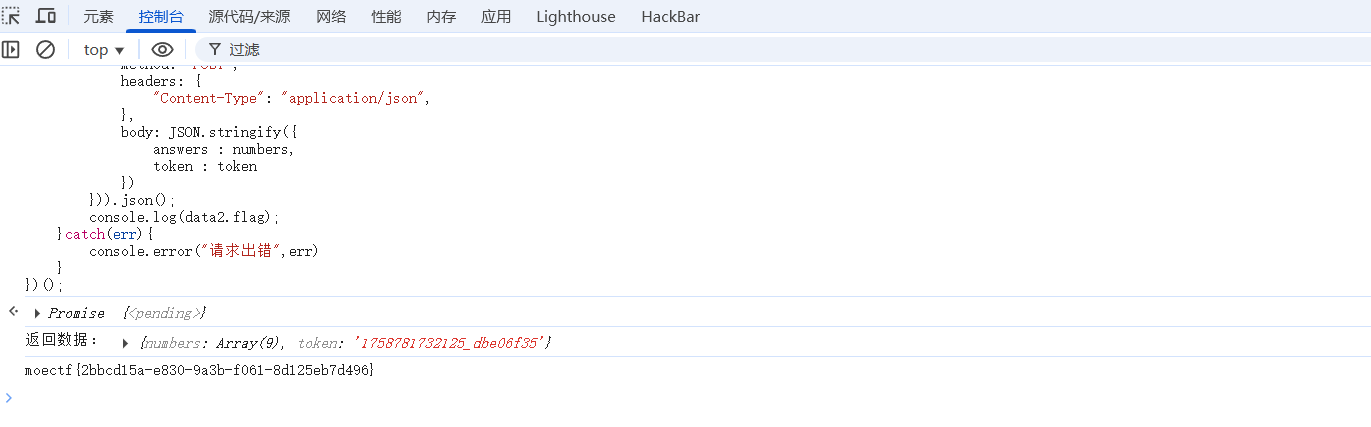 元素 控制台 源代码/来源 网络 性能 内存 应用 Lighthouse HackBar
top 过滤
method: "POST",
headers: {
"Content-Type": "application/json",
},
body: JSON.stringify({
answers : numbers,
token : token
})
})).json();
console.log(data2.flag);
}catch(err){
console.error("请求出错",err)
}
})();
Promise {<pending>}
返回数据： {numbers: Array(9), token: '1758781732125_dbe06f35'}
moectf{2bbcd15a-e830-9a3b-f061-8d125eb7d496}